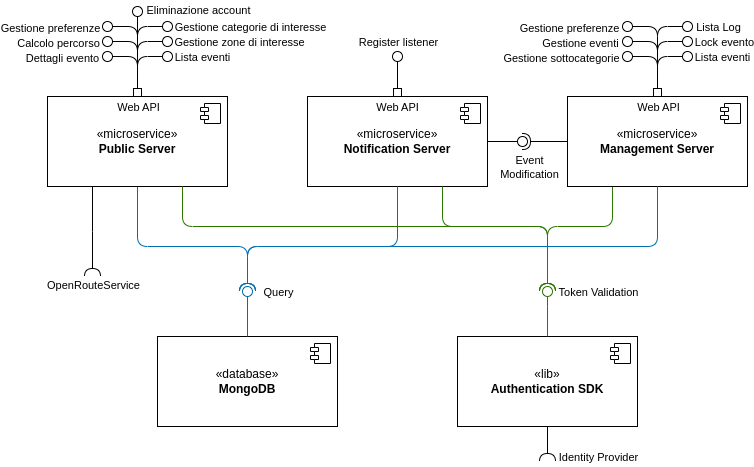 Eliminazione account
Gestione preferenze
Gestione categorie di interesse
Calcolo percorso
Gestione zone di interesse
Dettagli evento
Lista eventi
Register listener
Gestione preferenze
Lista Log
Gestione eventi
Lock evento
Gestione sottocategorie
Lista eventi
Web API
«microservice»
Public Server
Web API
«microservice»
Notification Server
Web API
«microservice»
Management Server
Event
Modification
OpenRouteService
Query
Token Validation
«database»
MongoDB
«lib»
Authentication SDK
Identity Provider